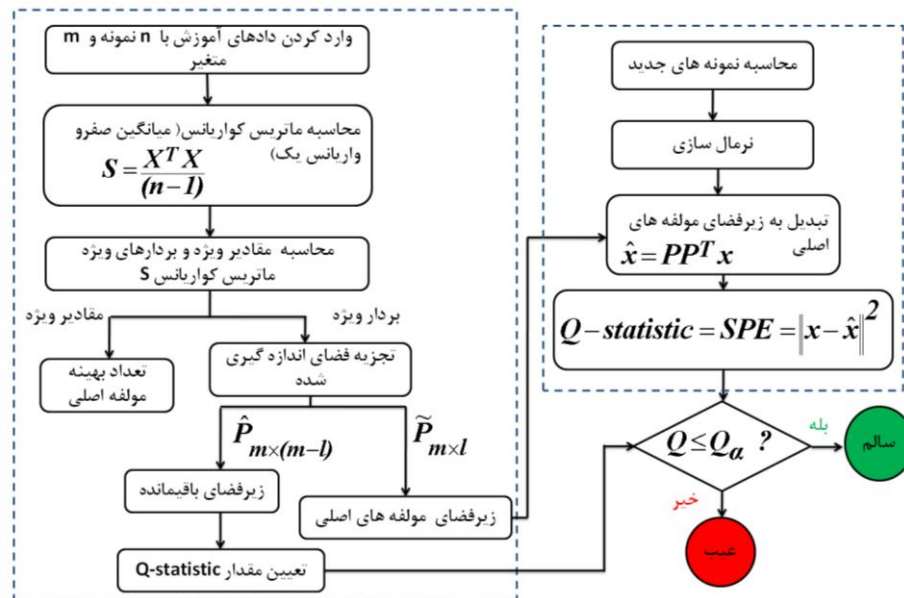 وارد کردن دادهای آموزش با n نمونه و m
متغیر
محاسبه ماتریس کواریانس( میانگین صفرو
واریانس یک)
S = X^T X / (n-1)
محاسبه مقادیر ویژه و بردارهای ویژه
ماتریس کواریانس S
مقادیر ویژه
بردار ویژه
تعداد بهینه
مولفه اصلی
تجزیه فضای اندازه گیری
شده
P̂ m×(m-l)
P̃ m×l
زیرفضای باقیمانده
زیرفضای مولفه های اصلی
تعیین مقدار Q-statistic
محاسبه نمونه های جدید
نرمال سازی
تبدیل به زیرفضای مولفه های
اصلی
x̂ = PP^T x
Q-statistic = SPE = ‖x - x̂‖^2
Q ≤ Qα ?
بله
سالم
خیر
عیب